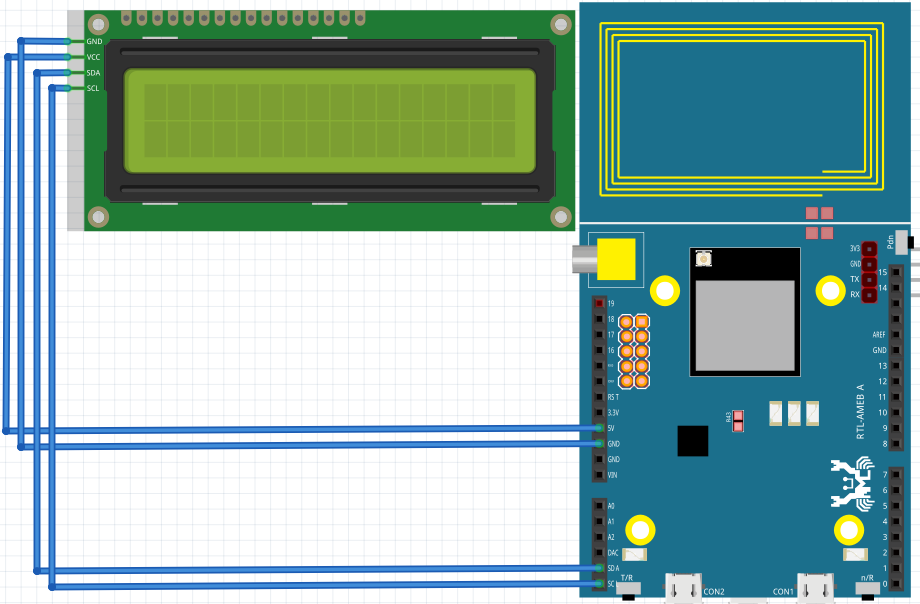 GND
VCC
SDA
SCL
3V3
GND
TX
RX
Pdn
15
14
AREF
GND
13
12
11
10
9
8
7
6
5
4
3
2
1
0
19
18
17
16
RST
3.3V
5V
GND
GND
VIN
A0
A1
A2
DAC
SDA
SC
R43
RTL-AMEB A
T/R
CON2
CON1
n/R